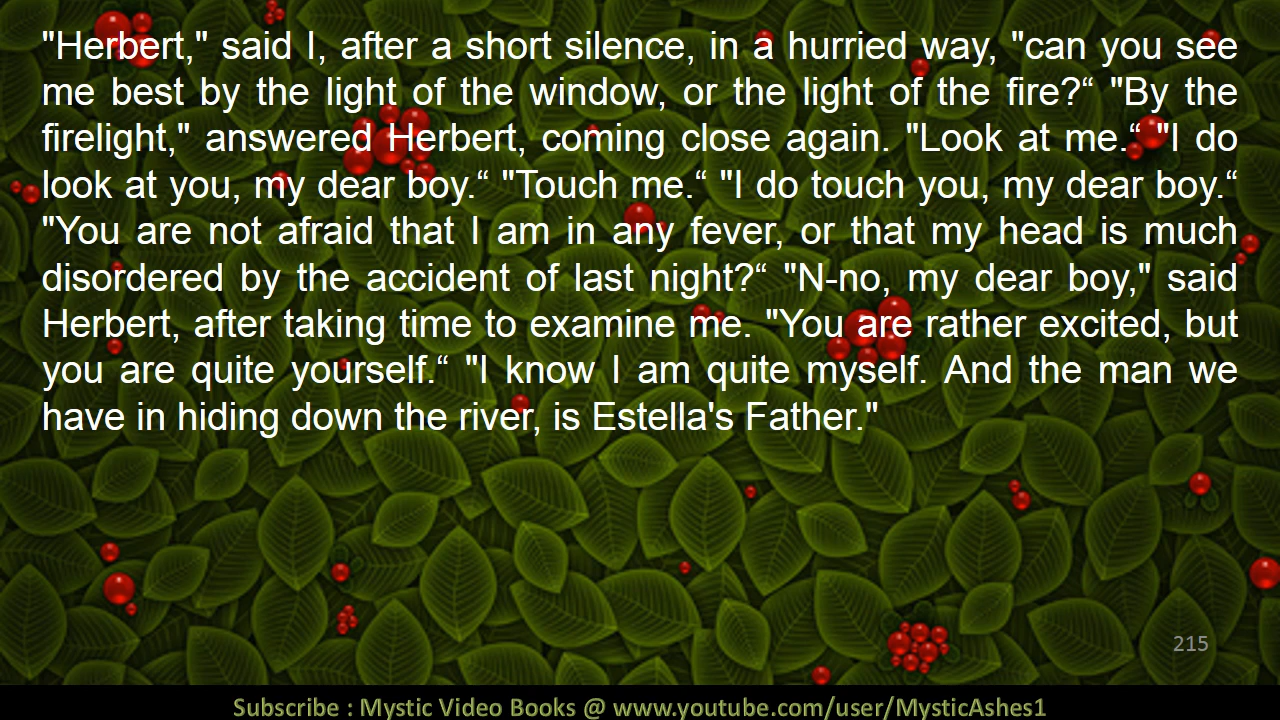 "Herbert," said I, after a short silence, in a hurried way, "can you see
me best by the light of the window, or the light of the fire?“ "By the
firelight," answered Herbert, coming close again. "Look at me.“ "I do
look at you, my dear boy.“ "Touch me.“ "I do touch you, my dear boy.“
"You are not afraid that I am in any fever, or that my head is much
disordered by the accident of last night?“ "N-no, my dear boy," said
Herbert, after taking time to examine me. "You are rather excited, but
you are quite yourself.“ "I know I am quite myself. And the man we
have in hiding down the river, is Estella's Father."
215
Subscribe : Mystic Video Books @ www.youtube.com/user/MysticAshes1